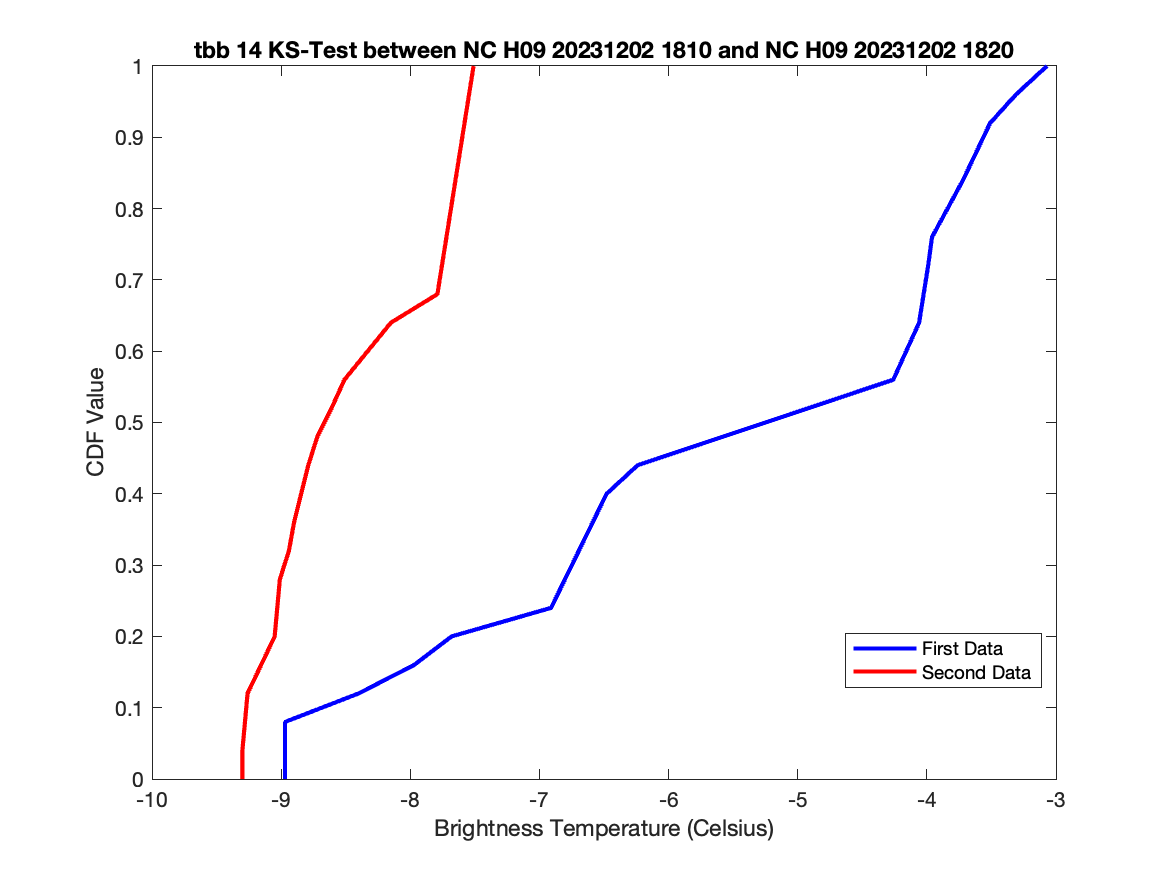 tbb 14 KS-Test between NC H09 20231202 1810 and NC H09 20231202 1820
1
0.9
0.8
0.7
0.6
0.5
0.4
0.3
0.2
0.1
0
CDF Value
First Data
Second Data
-10 -9 -8 -7 -6 -5 -4 -3
Brightness Temperature (Celsius)